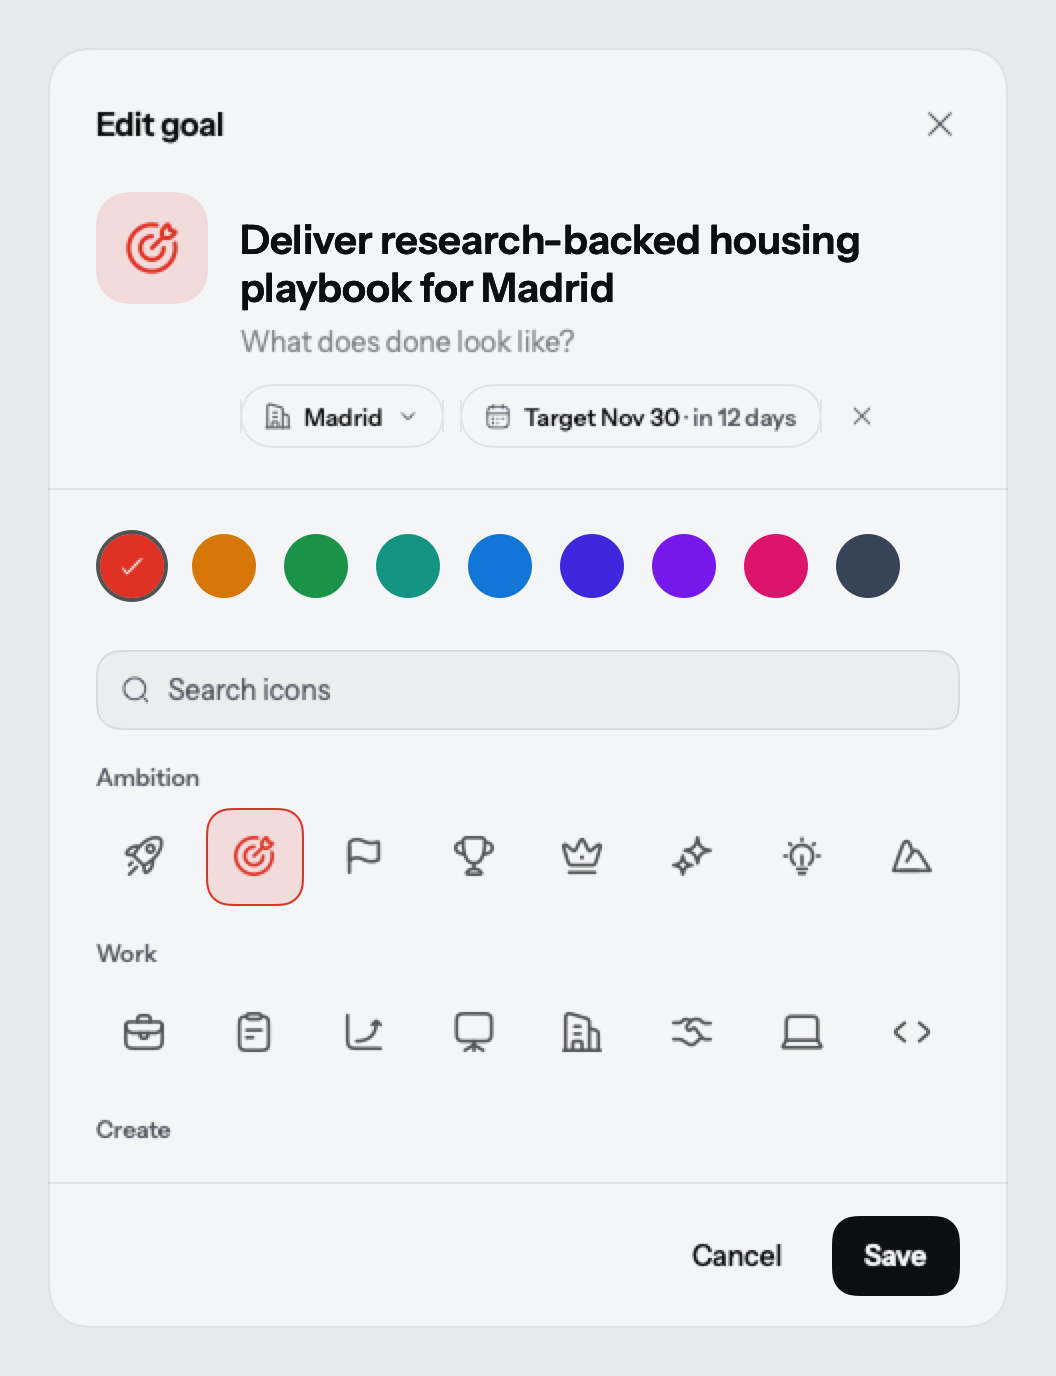 Edit goal
Deliver research-backed housing
playbook for Madrid
What does done look like?
Madrid
Target Nov 30 · in 12 days
Search icons
Ambition
Work
Create
Cancel
Save